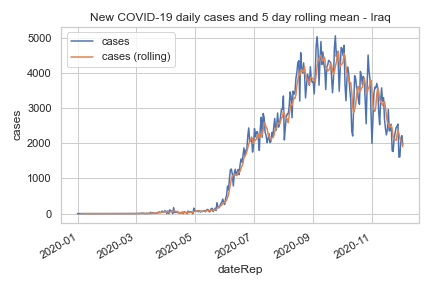 New COVID-19 daily cases and 5 day rolling mean - Iraq
cases
cases (rolling)
5000
4000
3000
2000
1000
0
cases
2020-01
2020-03
2020-05
2020-07
2020-09
2020-11
dateRep